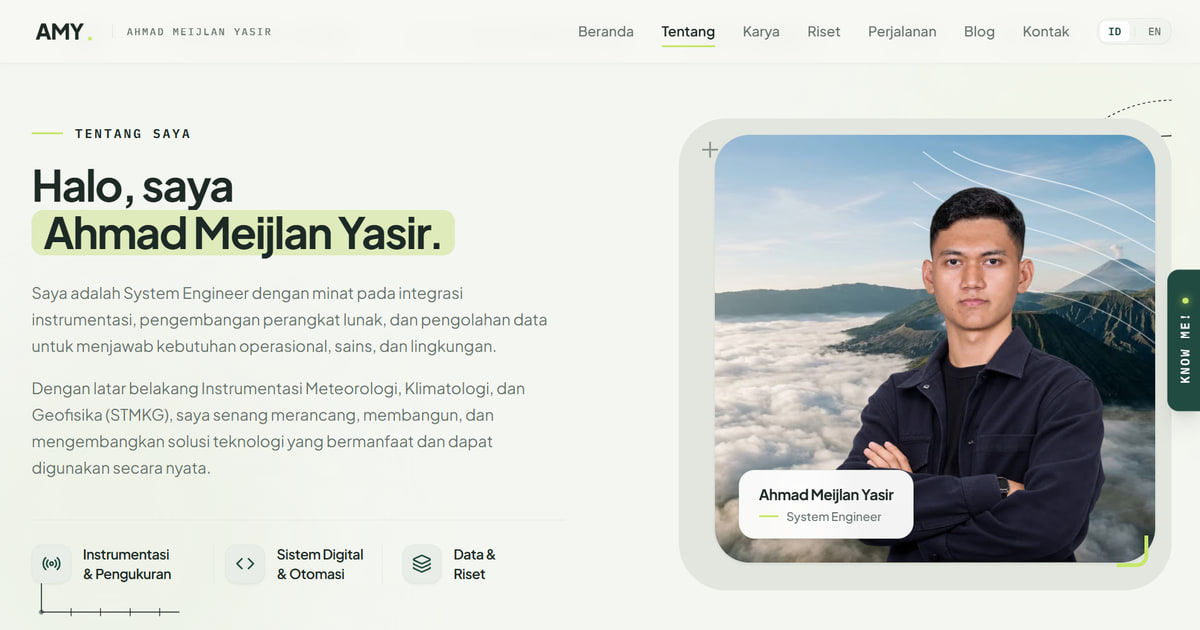 AMY.
AHMAD MEIJLAN YASIR
Beranda
Tentang
Karya
Riset
Perjalanan
Blog
Kontak
ID
EN
TENTANG SAYA
Halo, saya
Ahmad Meijlan Yasir.
Saya adalah System Engineer dengan minat pada integrasi
instrumentasi, pengembangan perangkat lunak, dan pengolahan data
untuk menjawab kebutuhan operasional, sains, dan lingkungan.
Dengan latar belakang Instrumentasi Meteorologi, Klimatologi, dan
Geofisika (STMKG), saya senang merancang, membangun, dan
mengembangkan solusi teknologi yang bermanfaat dan dapat
digunakan secara nyata.
Instrumentasi
& Pengukuran
Sistem Digital
& Otomasi
Data &
Riset
Ahmad Meijlan Yasir
System Engineer
KNOW ME!